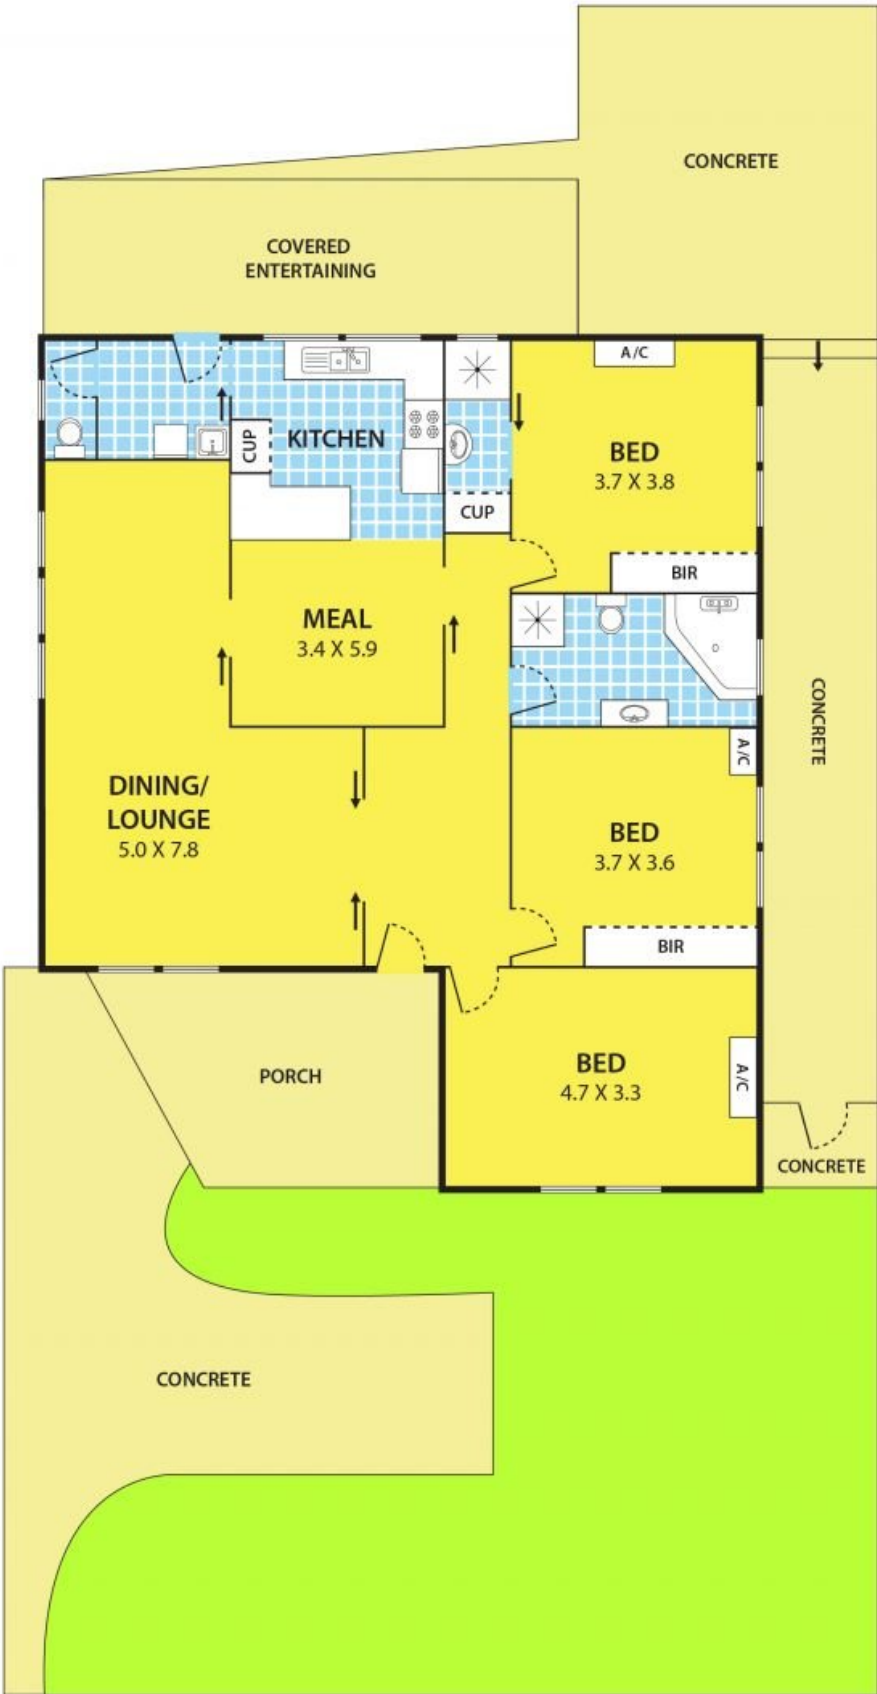 CONCRETE
COVERED
ENTERTAINING
A/C
CUP
KITCHEN
BED
3.7 X 3.8
CUP
BIR
MEAL
3.4 X 5.9
CONCRETE
A/C
DINING/
LOUNGE
5.0 X 7.8
BED
3.7 X 3.6
BIR
BED
4.7 X 3.3
A/C
PORCH
CONCRETE
CONCRETE